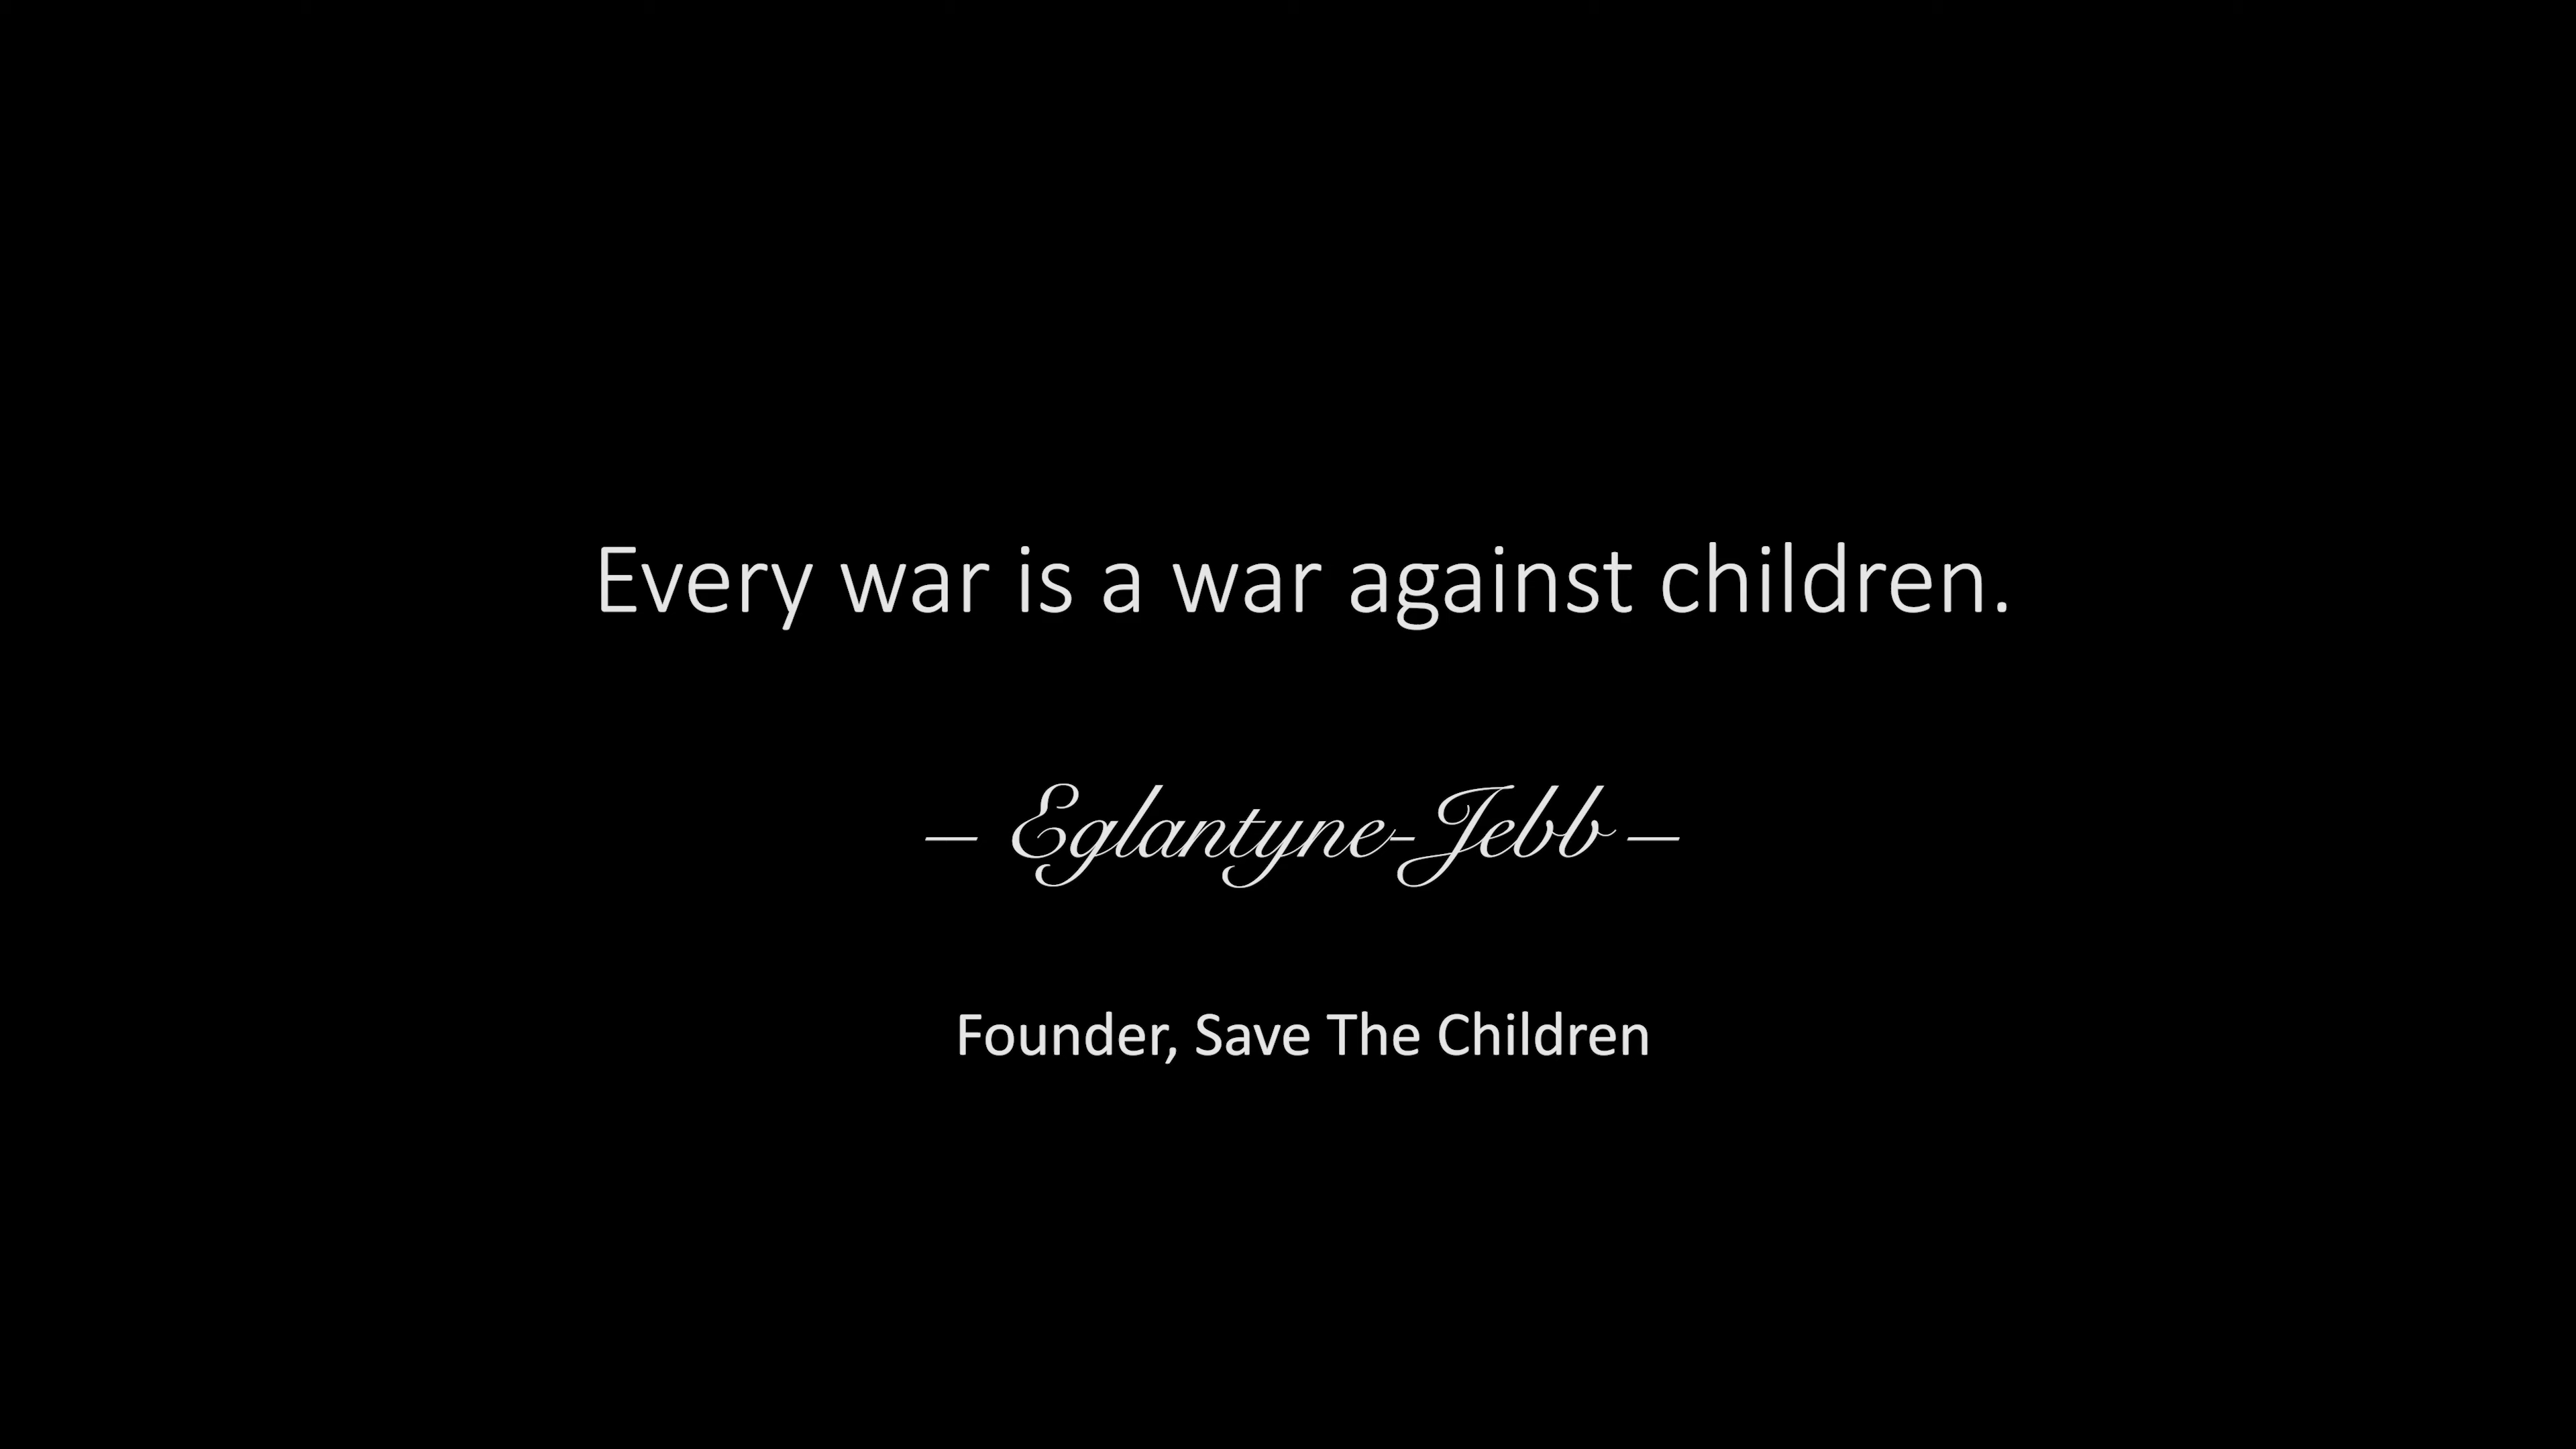 Every war is a war against children.
– Eglantyne-Jebb –
Founder, Save The Children